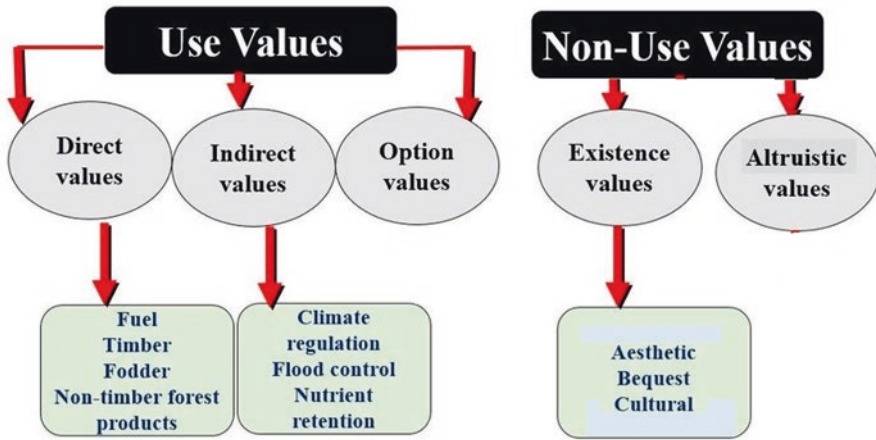 Use Values
Non-Use Values
Direct
values
Indirect
values
Option
values
Existence
values
Altruistic
values
Fuel
Timber
Fodder
Non-timber forest
products
Climate
regulation
Flood control
Nutrient
retention
Aesthetic
Bequest
Cultural